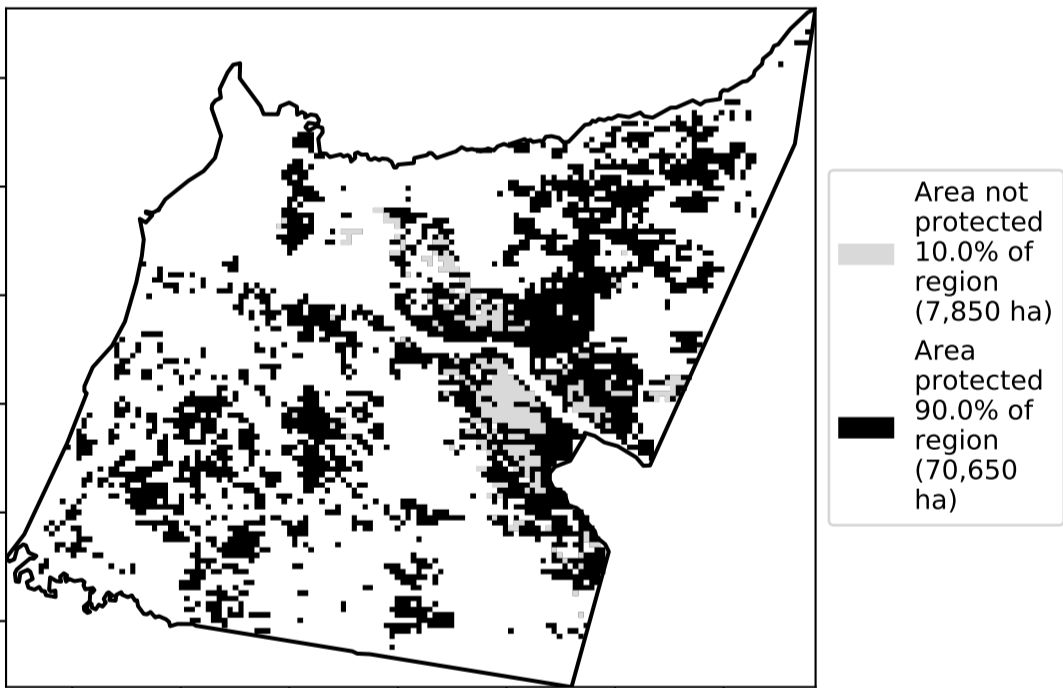 Area not
protected
10.0% of
region
(7,850 ha)
Area
protected
90.0% of
region
(70,650
ha)